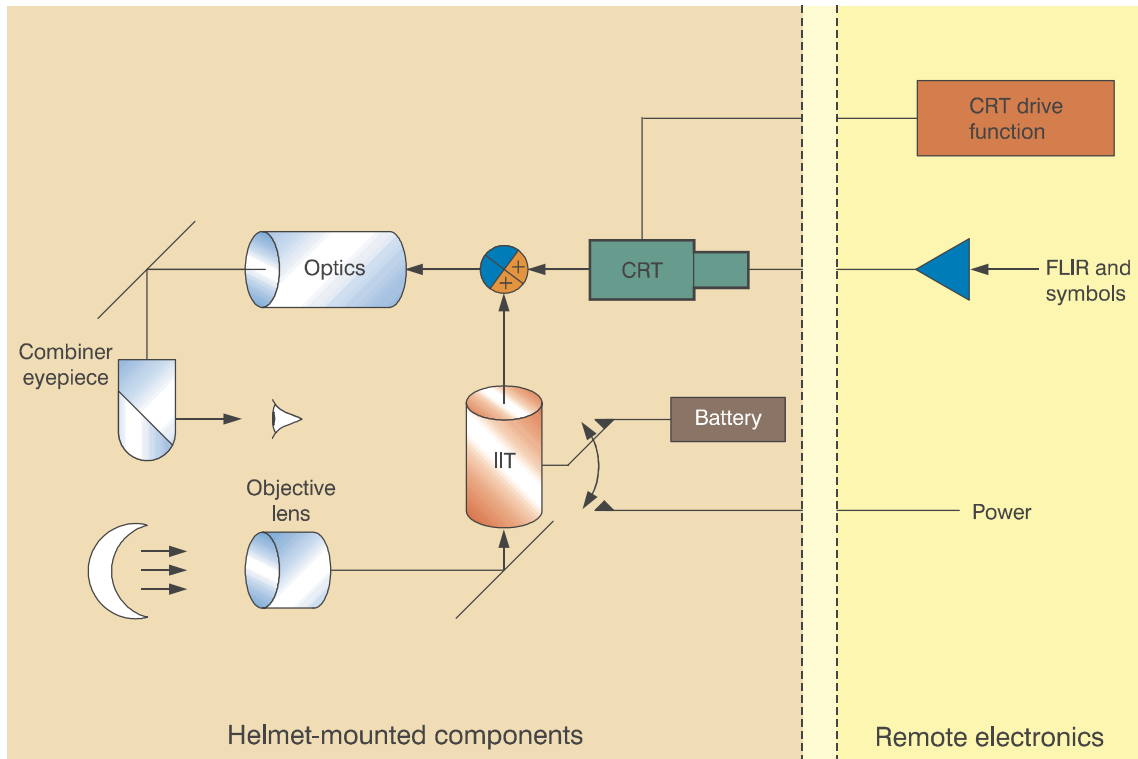 CRT drive
function
Optics
CRT
FLIR and
symbols
Combiner
eyepiece
+
+
Battery
IIT
Objective
lens
Power
Helmet-mounted components
Remote electronics